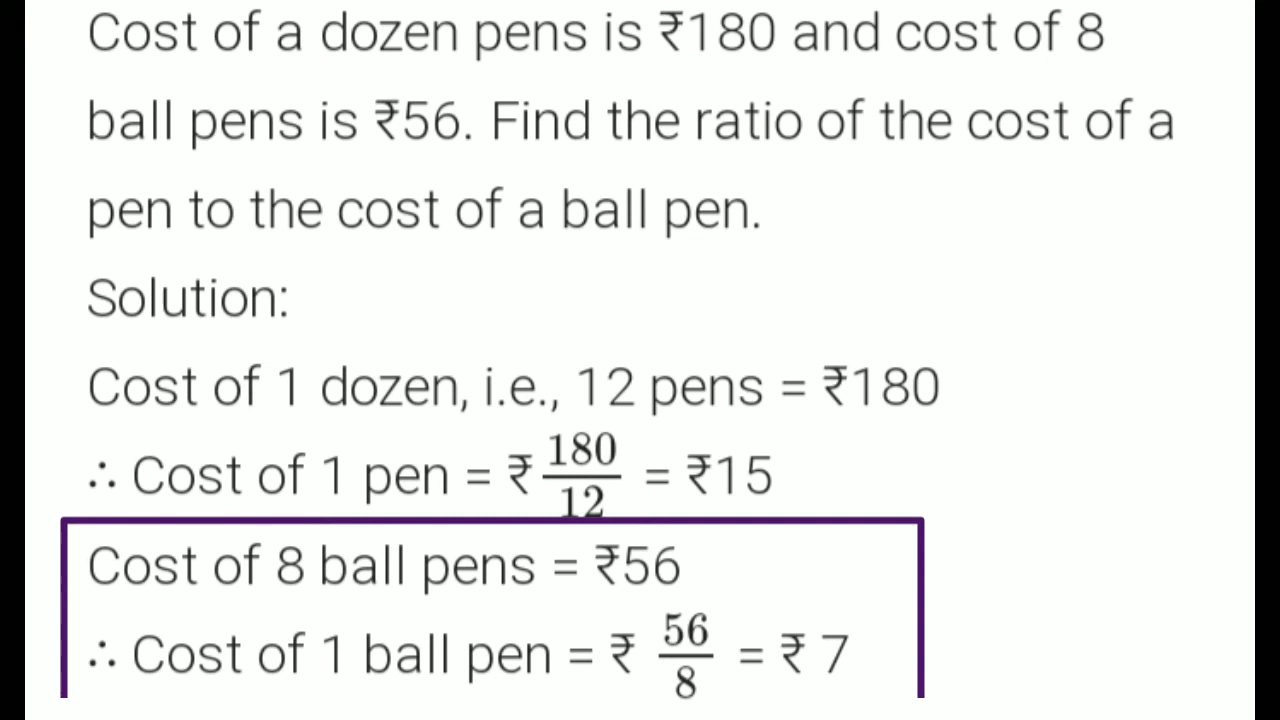 Cost of a dozen pens is ₹180 and cost of 8
ball pens is ₹56. Find the ratio of the cost of a
pen to the cost of a ball pen.
Solution:
Cost of 1 dozen, i.e., 12 pens = ₹180
∴ Cost of 1 pen = ₹ 180/12 = ₹15
Cost of 8 ball pens = ₹56
∴ Cost of 1 ball pen = ₹ 56/8 = ₹ 7